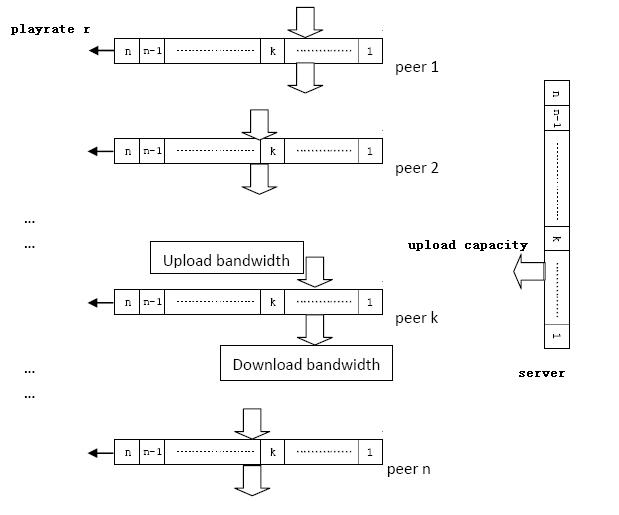 playrate r
n n-1 k 1
peer 1
n n-1 k 1
peer 2
...
...
Upload bandwidth
upload capacity
n n-1 k 1
peer k
Download bandwidth
...
...
n n-1 k 1
peer n
n n-1 k 1
server